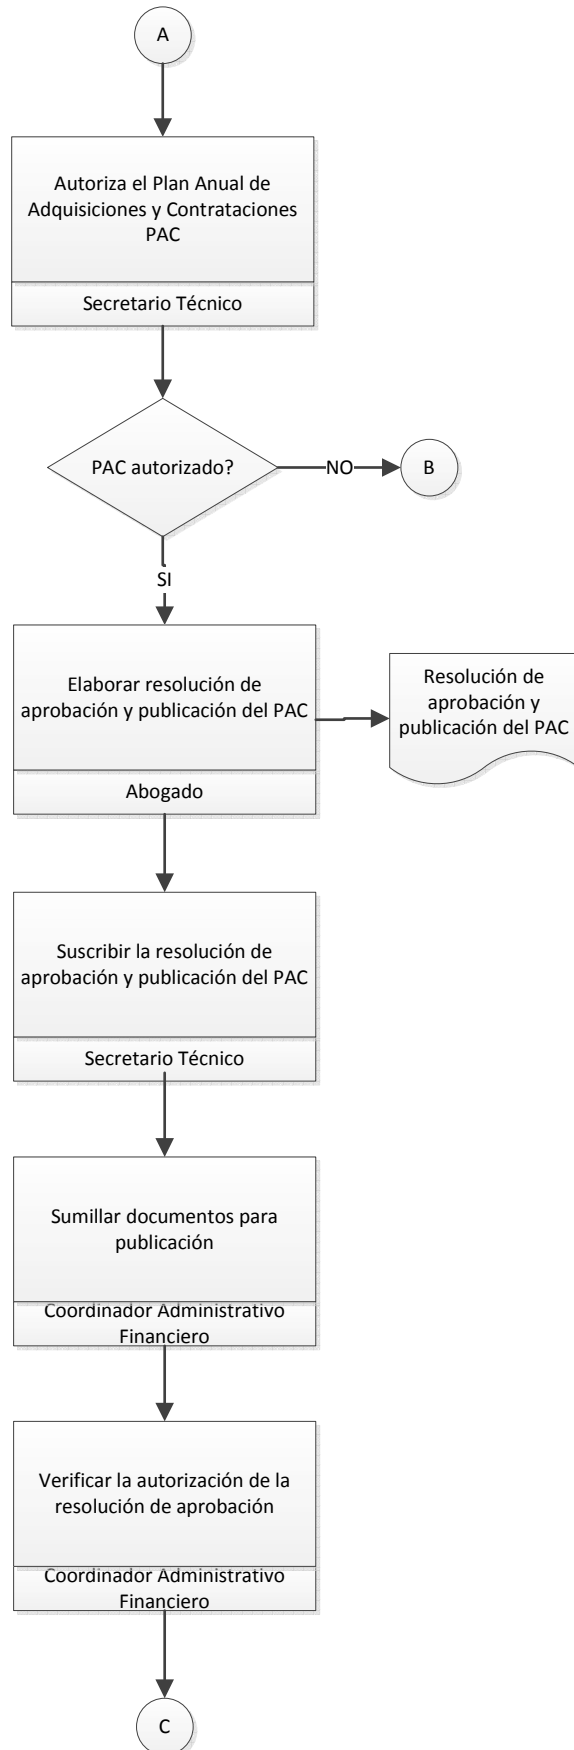 A
Autoriza el Plan Anual de
Adquisiciones y Contrataciones
PAC
Secretario Técnico
PAC autorizado?
NO
B
SI
Elaborar resolución de
aprobación y publicación del PAC
Abogado
Resolución de
aprobación y
publicación del PAC
Suscribir la resolución de
aprobación y publicación del PAC
Secretario Técnico
Sumillar documentos para
publicación
Coordinador Administrativo
Financiero
Verificar la autorización de la
resolución de aprobación
Coordinador Administrativo
Financiero
C